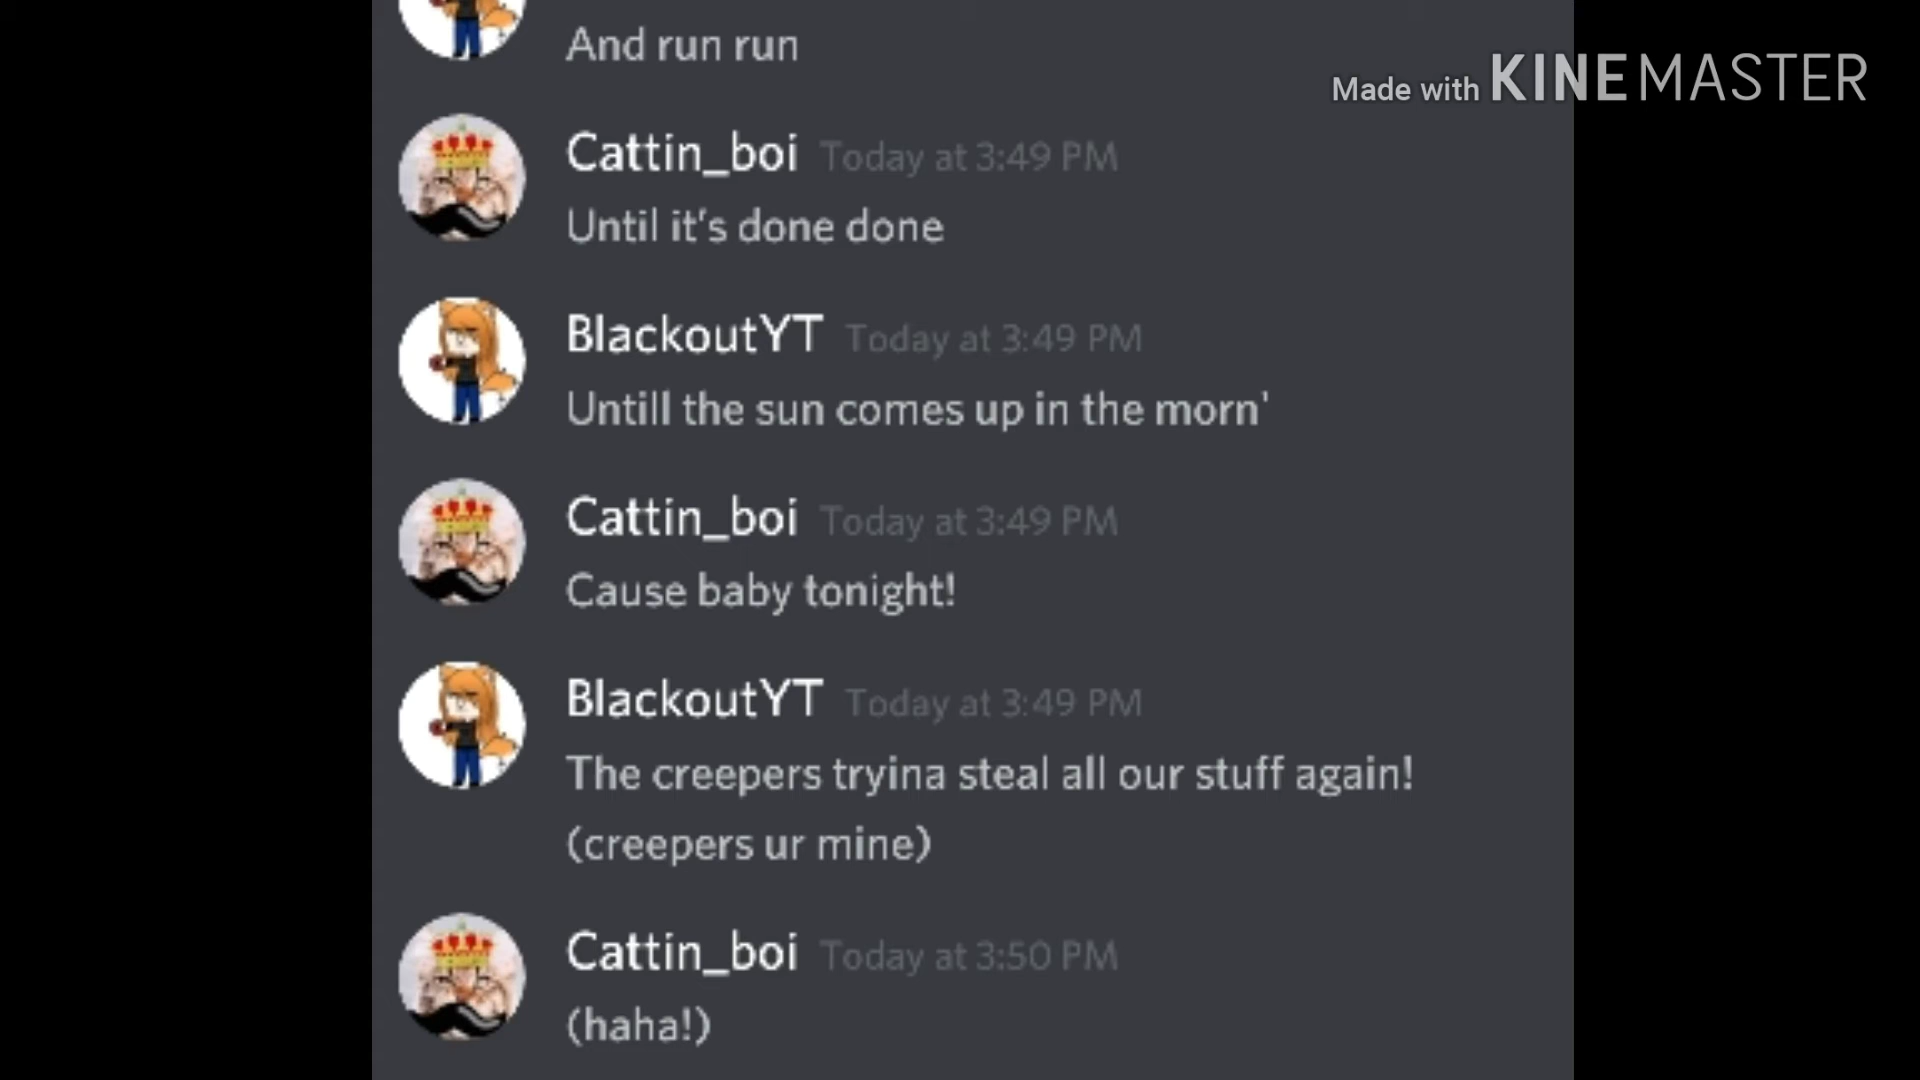 And run run
Made with KINEMASTER
Cattin_boi Today at 3:49 PM
Until it's done done
BlackoutYT Today at 3:49 PM
Untill the sun comes up in the morn'
Cattin_boi Today at 3:49 PM
Cause baby tonight!
BlackoutYT Today at 3:49 PM
The creepers tryina steal all our stuff again!
(creepers ur mine)
Cattin_boi Today at 3:50 PM
(haha!)